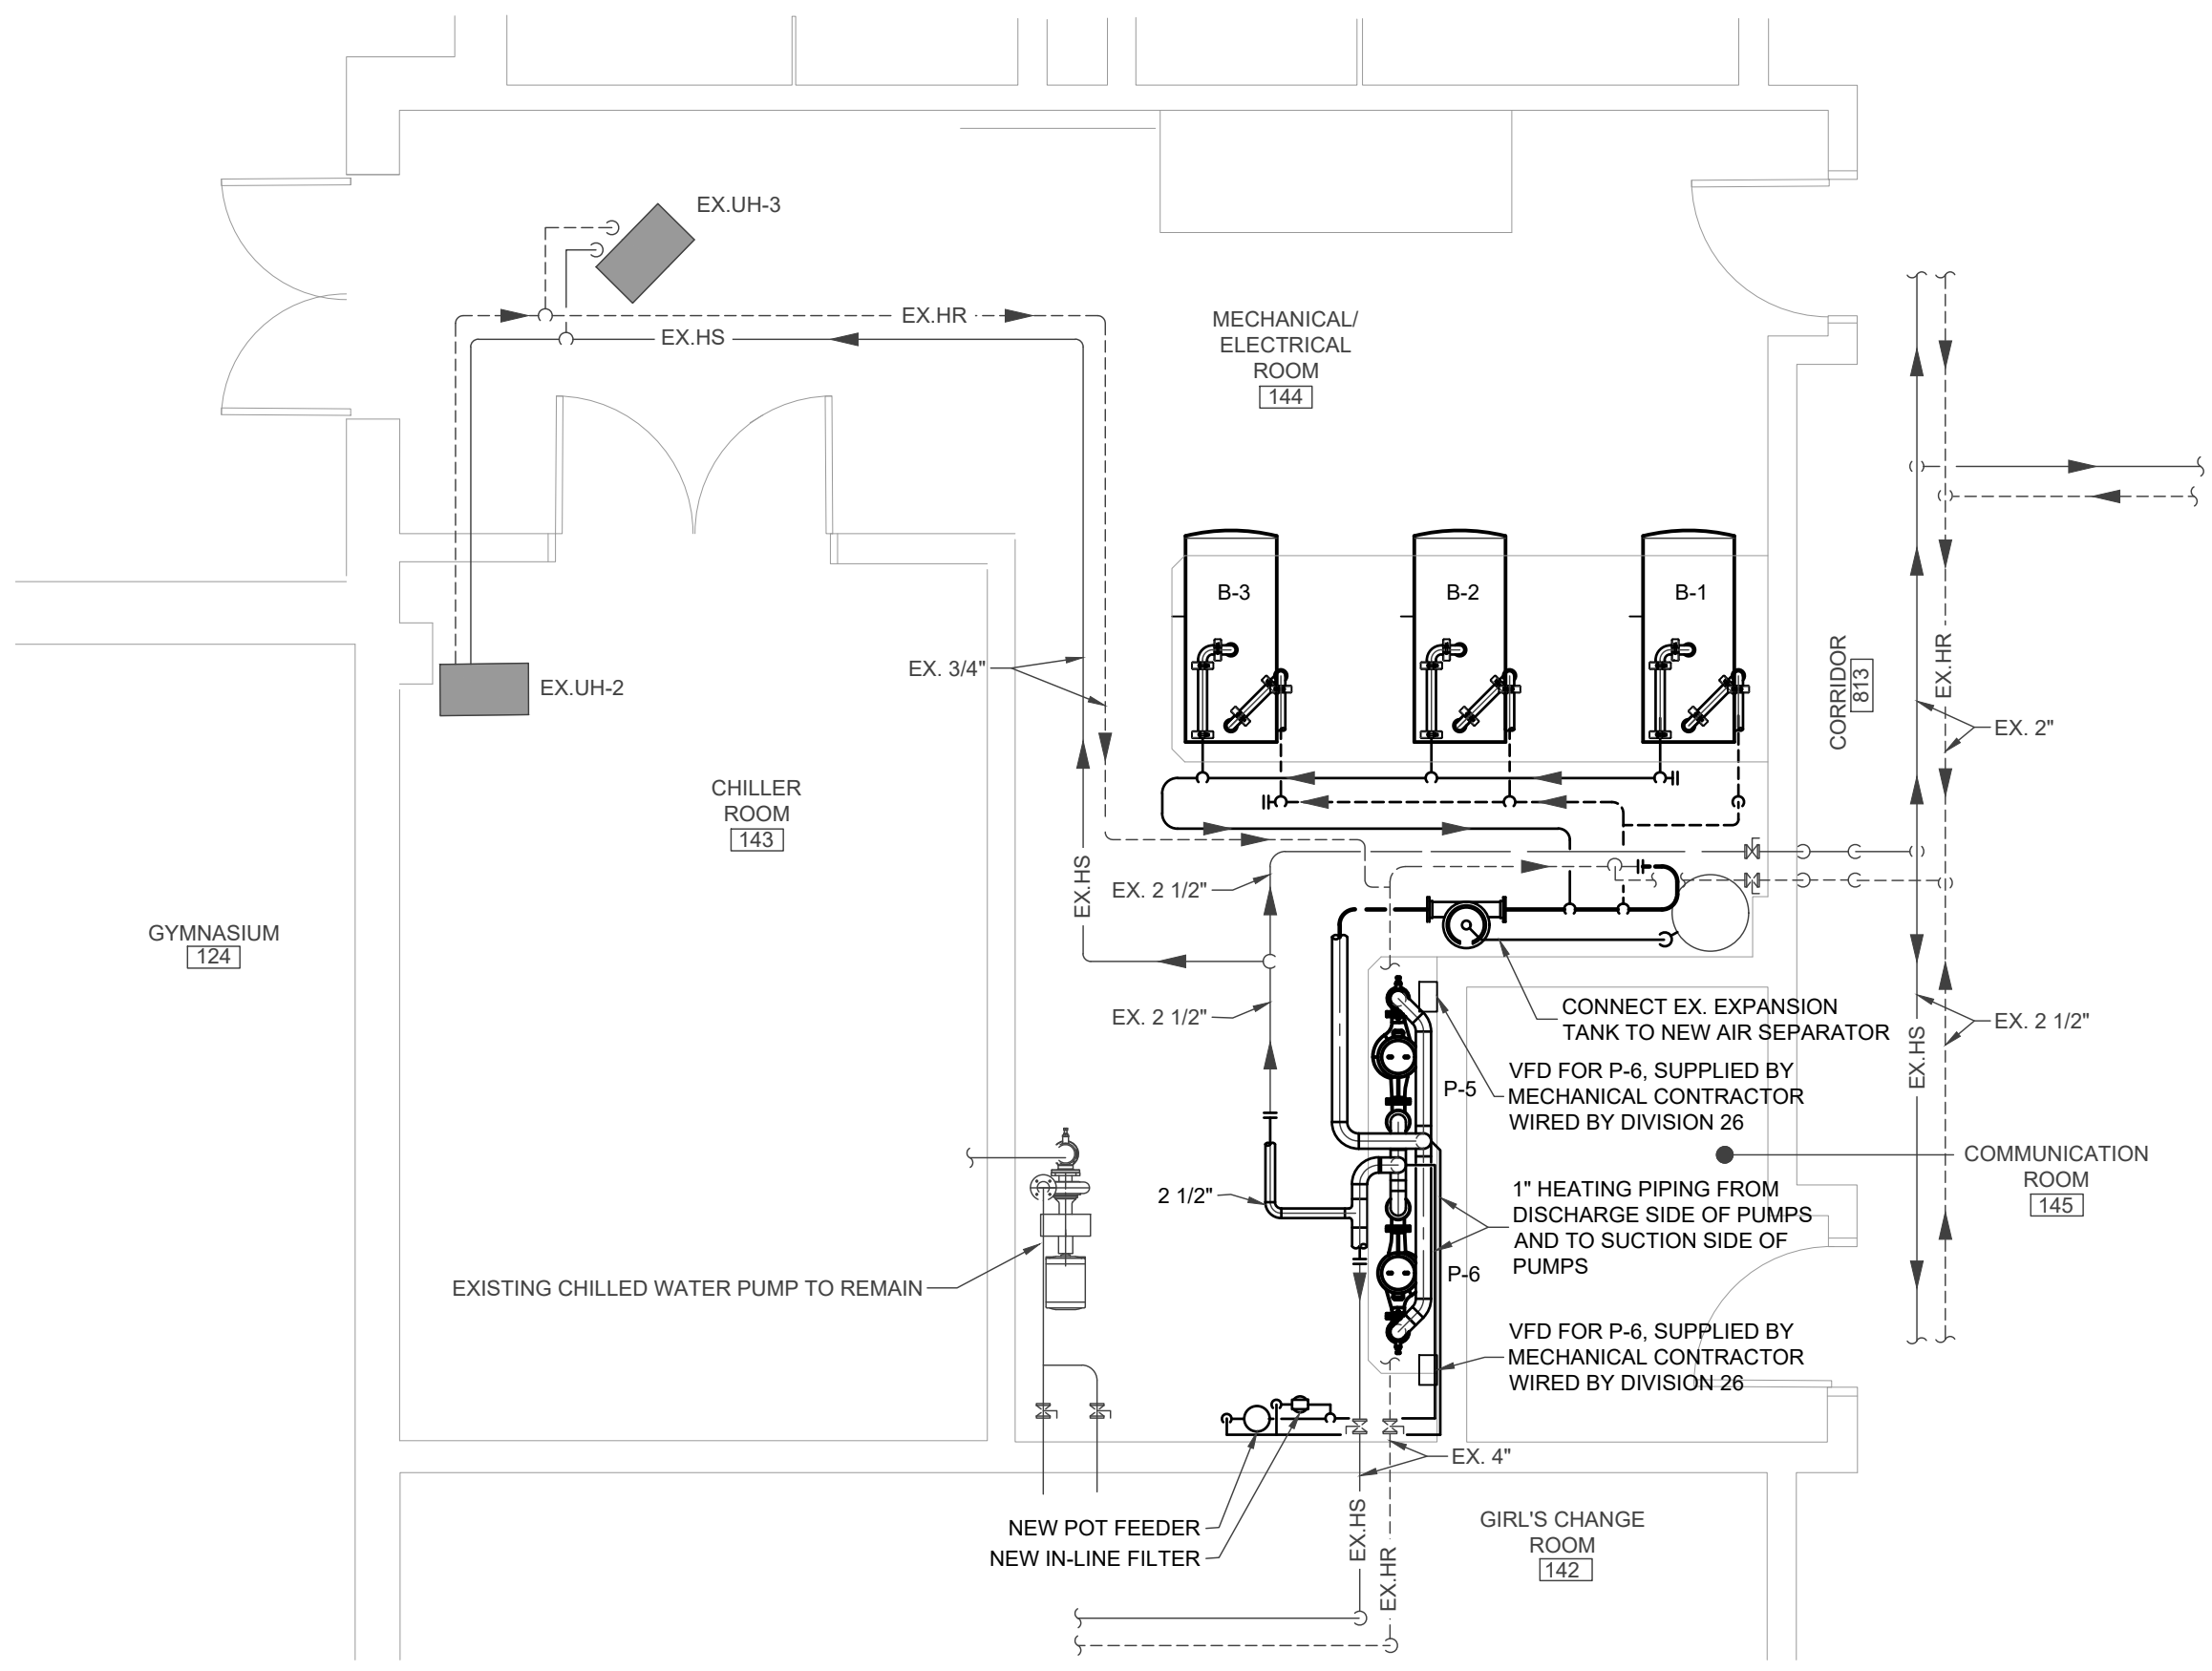 EX.UH-3
EX.HR
EX.HS
MECHANICAL/
ELECTRICAL
ROOM
144
B-3
B-2
B-1
EX. 3/4"
EX.UH-2
CORRIDOR
813
EX.HR
EX. 2"
CHILLER
ROOM
143
EX.HS
EX. 2 1/2"
GYMNASIUM
124
EX. 2 1/2"
CONNECT EX. EXPANSION
TANK TO NEW AIR SEPARATOR
EX. 2 1/2"
EX.HS
VFD FOR P-6, SUPPLIED BY
MECHANICAL CONTRACTOR
WIRED BY DIVISION 26
P-5
COMMUNICATION
ROOM
145
2 1/2"
1" HEATING PIPING FROM
DISCHARGE SIDE OF PUMPS
AND TO SUCTION SIDE OF
PUMPS
P-6
EXISTING CHILLED WATER PUMP TO REMAIN
VFD FOR P-6, SUPPLIED BY
MECHANICAL CONTRACTOR
WIRED BY DIVISION 26
EX. 4"
NEW POT FEEDER
NEW IN-LINE FILTER
EX.HS
EX.HR
GIRL'S CHANGE
ROOM
142